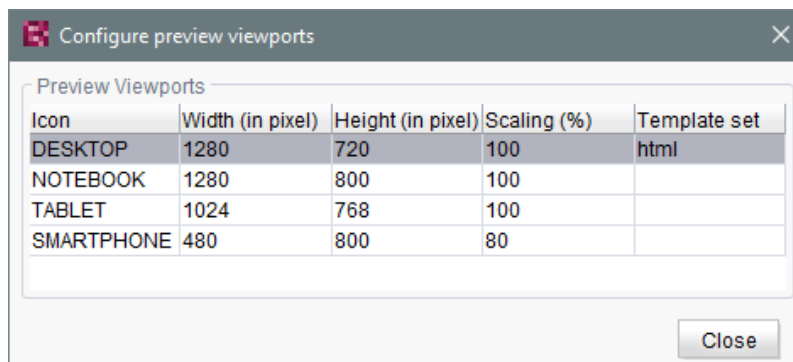 Configure preview viewports
Preview Viewports
Icon Width (in pixel) Height (in pixel) Scaling (%) Template set
DESKTOP 1280 720 100 html
NOTEBOOK 1280 800 100
TABLET 1024 768 100
SMARTPHONE 480 800 80
Close